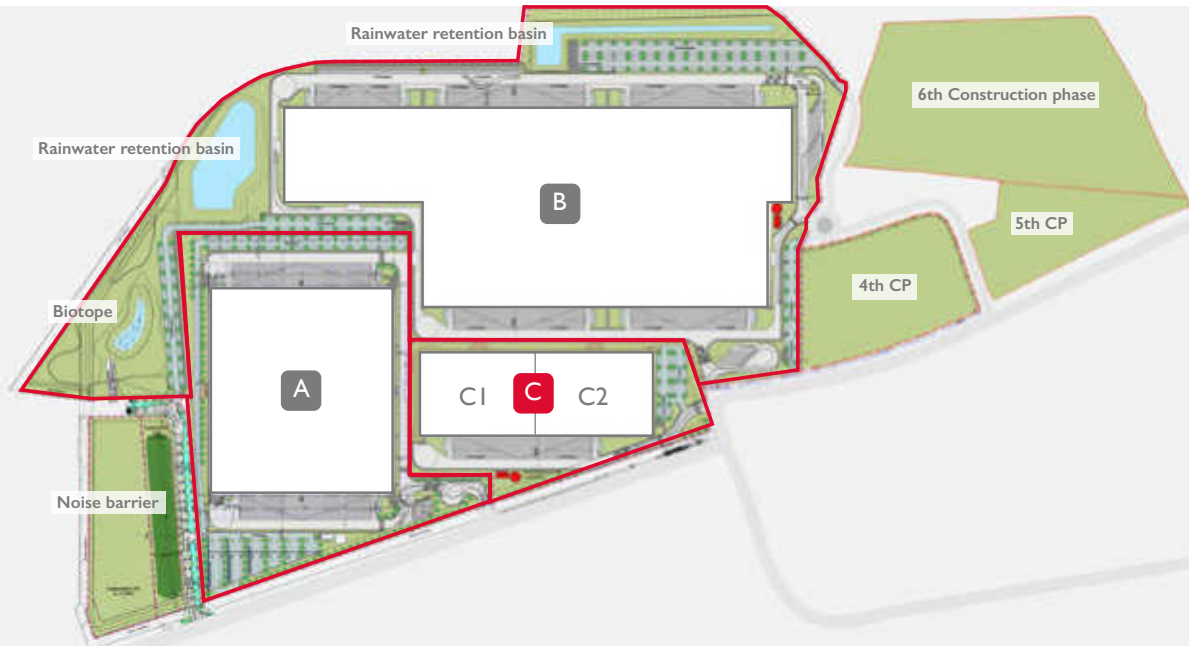 Rainwater retention basin
6th Construction phase
Rainwater retention basin
B
5th CP
4th CP
Biotope
A
C1 C C2
Noise barrier